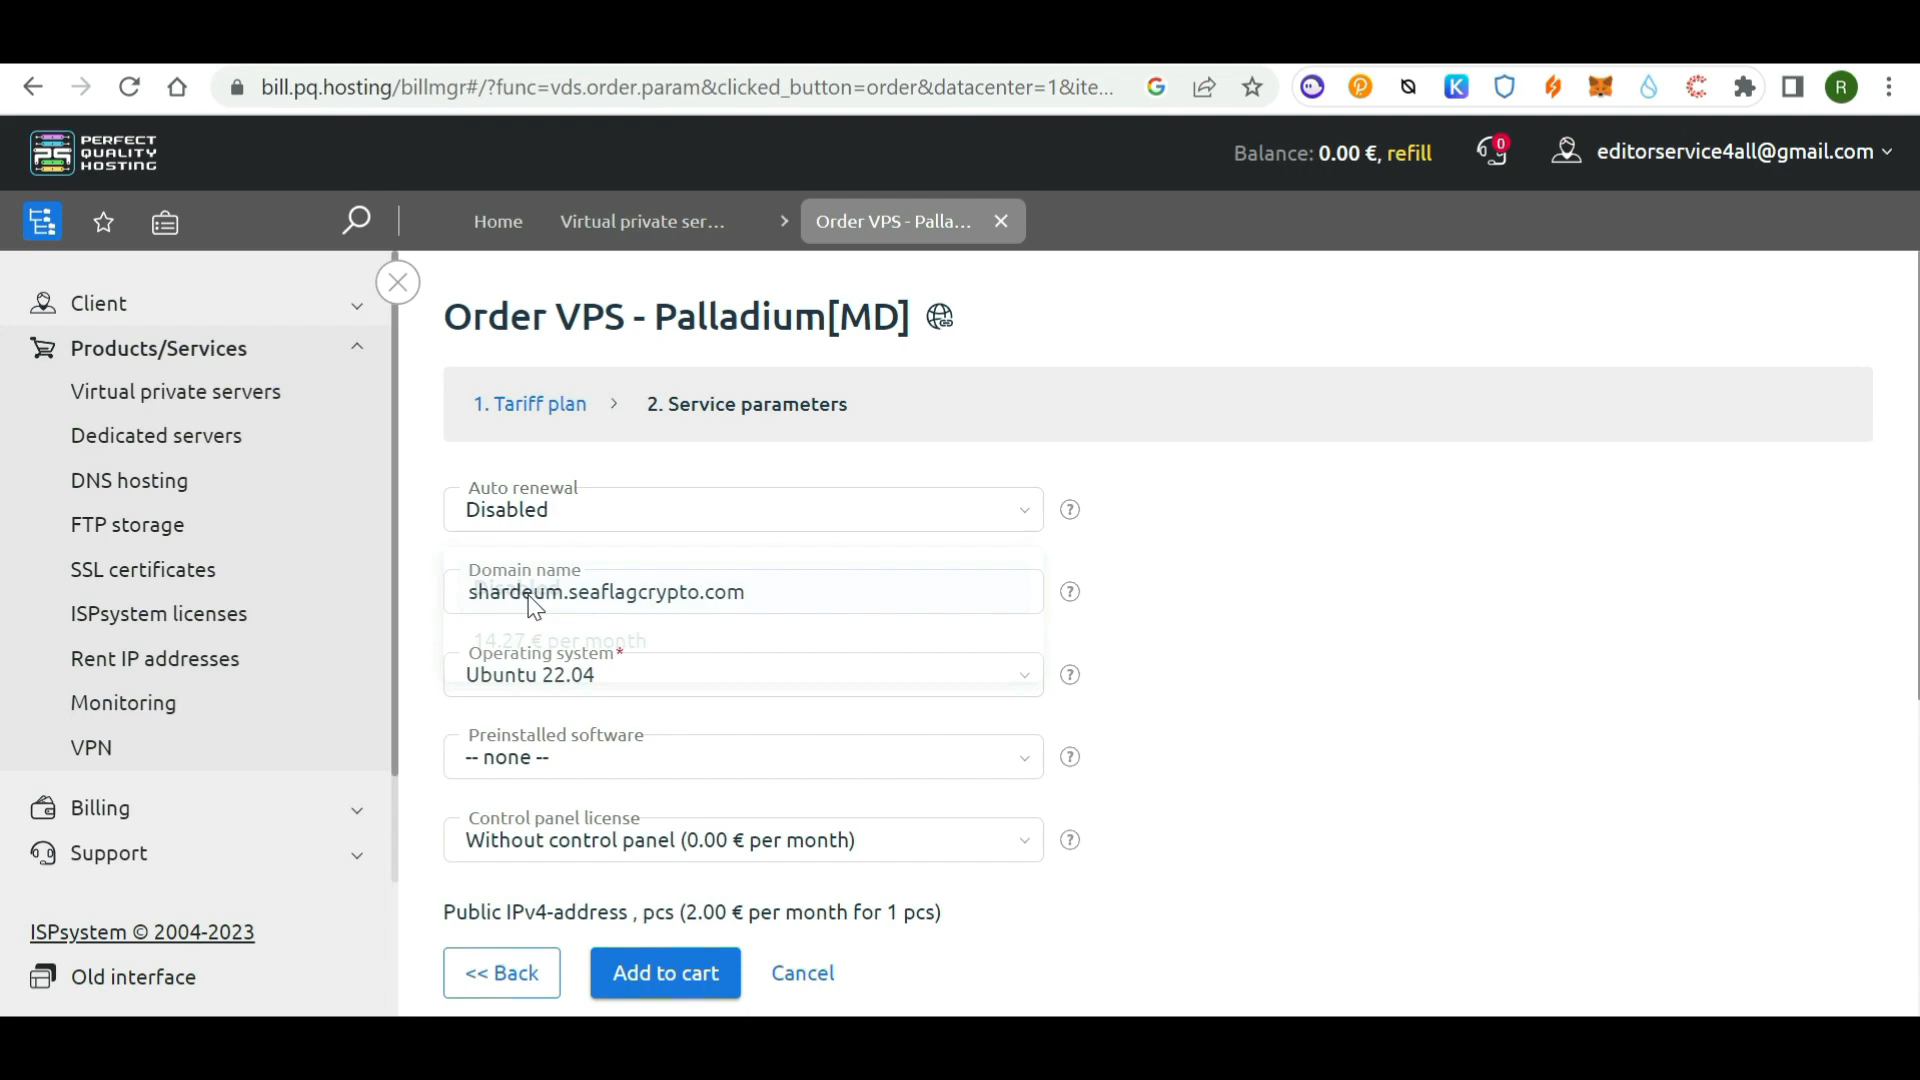 bill.pq.hosting/billmgr#/?func=vds.order.param&clicked_button=order&datacenter=1&ite...
R
PERFECT
QUALITY
HOSTING
Balance: 0.00 €, refill
0
editorservice4all@gmail.com
Home
Virtual private ser...
Order VPS - Palla...
Client
Products/Services
Virtual private servers
Dedicated servers
DNS hosting
FTP storage
SSL certificates
ISPsystem licenses
Rent IP addresses
Monitoring
VPN
Billing
Support
ISPsystem © 2004-2023
Old interface
Order VPS - Palladium[MD]
1. Tariff plan
2. Service parameters
Auto renewal
Disabled
Domain name
Disabled
shardeum.seaflagcrypto.com
14.27 € per month
Operating system*
Ubuntu 22.04
Preinstalled software
-- none --
Control panel license
Without control panel (0.00 € per month)
Public IPv4-address , pcs (2.00 € per month for 1 pcs)
<< Back
Add to cart
Cancel